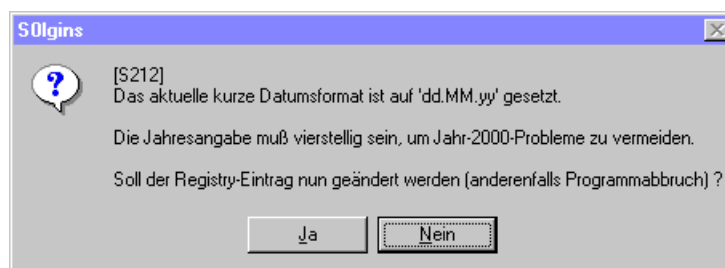 S0lgins
[S212]
Das aktuelle kurze Datumsformat ist auf 'dd.MM.yy' gesetzt.
Die Jahresangabe muß vierstellig sein, um Jahr-2000-Probleme zu vermeiden.
Soll der Registry-Eintrag nun geändert werden (anderenfalls Programmabbruch) ?
Ja
Nein